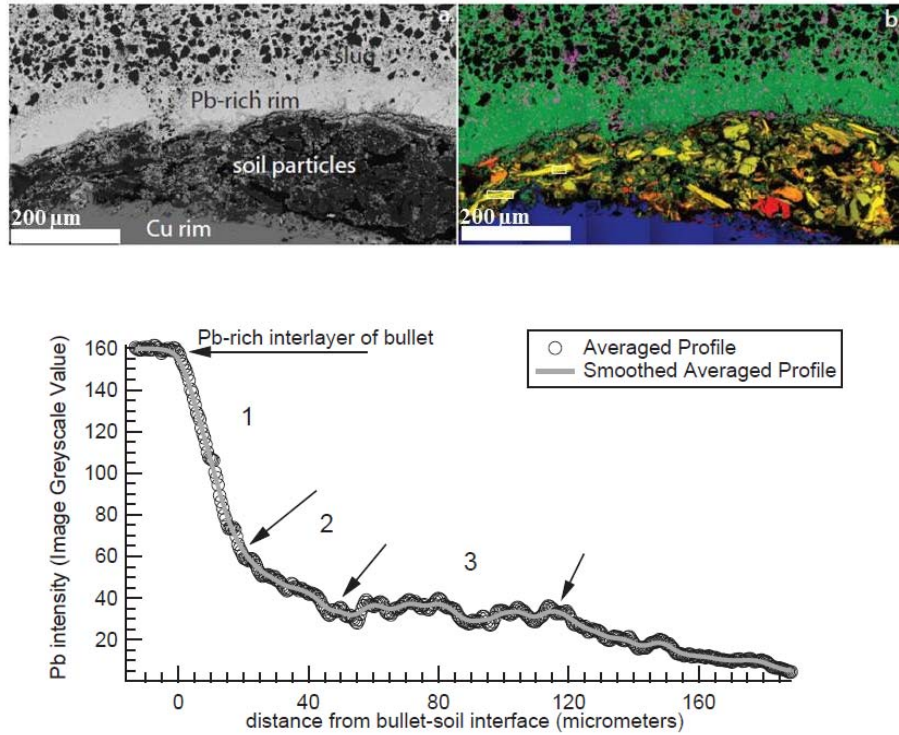 a
b
slug
Pb-rich rim
soil particles
200 µm
200 µm
Cu rim
Pb-rich interlayer of bullet
Averaged Profile
Smoothed Averaged Profile
Pb intensity (Image Greyscale Value)
160
140
120
100
80
60
40
20
1
2
3
0
40
80
120
160
distance from bullet-soil interface (micrometers)